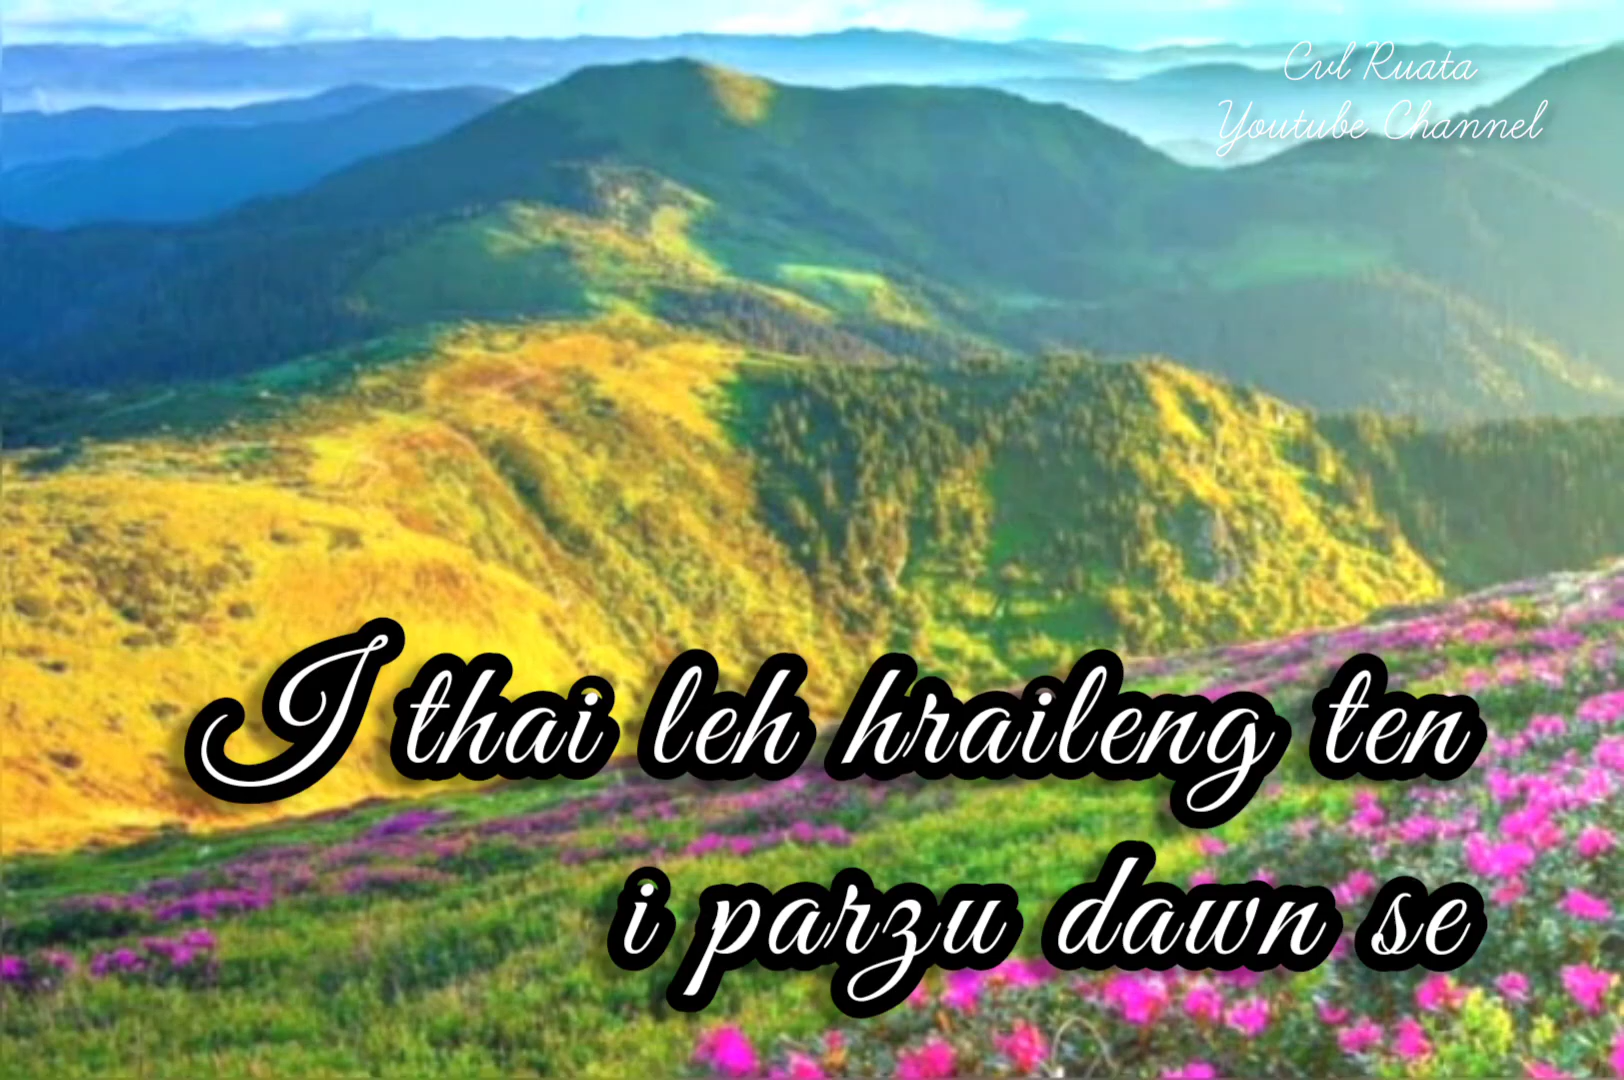 Cvl Ruata
Youtube Channel
I thai leh hraileng ten
i parzu dawn se